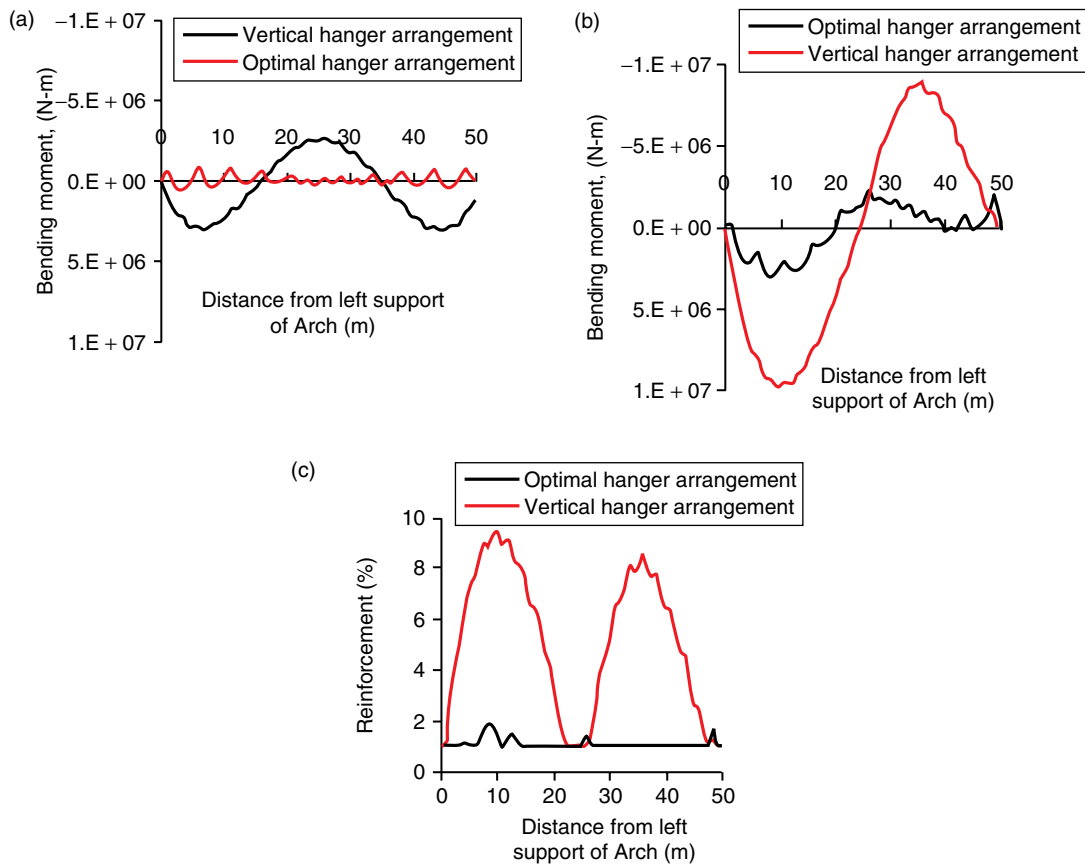 (a)
−1.E + 07
−5.E + 06
0.E + 00
5.E + 06
1.E + 07
Bending moment, (N-m)
Vertical hanger arrangement
Optimal hanger arrangement
0 10 20 30 40 50
Distance from left support
of Arch (m)
(b)
Optimal hanger arrangement
Vertical hanger arrangement
−1.E + 07
−5.E + 06
0.E + 00
5.E + 06
1.E + 07
Bending moment, (N-m)
0 10 20 30 40 50
Distance from left
support of Arch (m)
(c)
Optimal hanger arrangement
Vertical hanger arrangement
10
8
6
4
2
0
Reinforcement (%)
0 10 20 30 40 50
Distance from left
support of Arch (m)